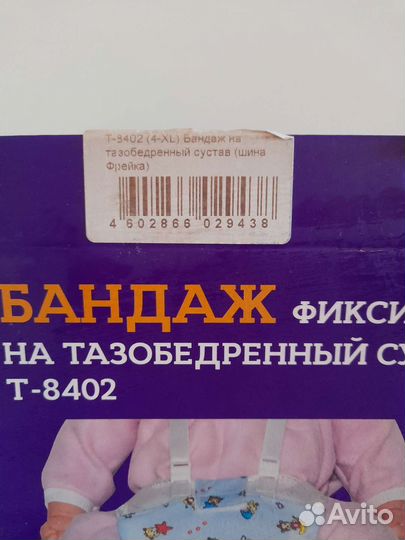 Т-8402 (4-XL) Бандаж на
тазобедренный сустав (шина
Фрейка)
4 602866 029438
БАНДАЖ ФИКСИ
НА ТАЗОБЕДРЕННЫЙ СУ
Т-8402
Avito